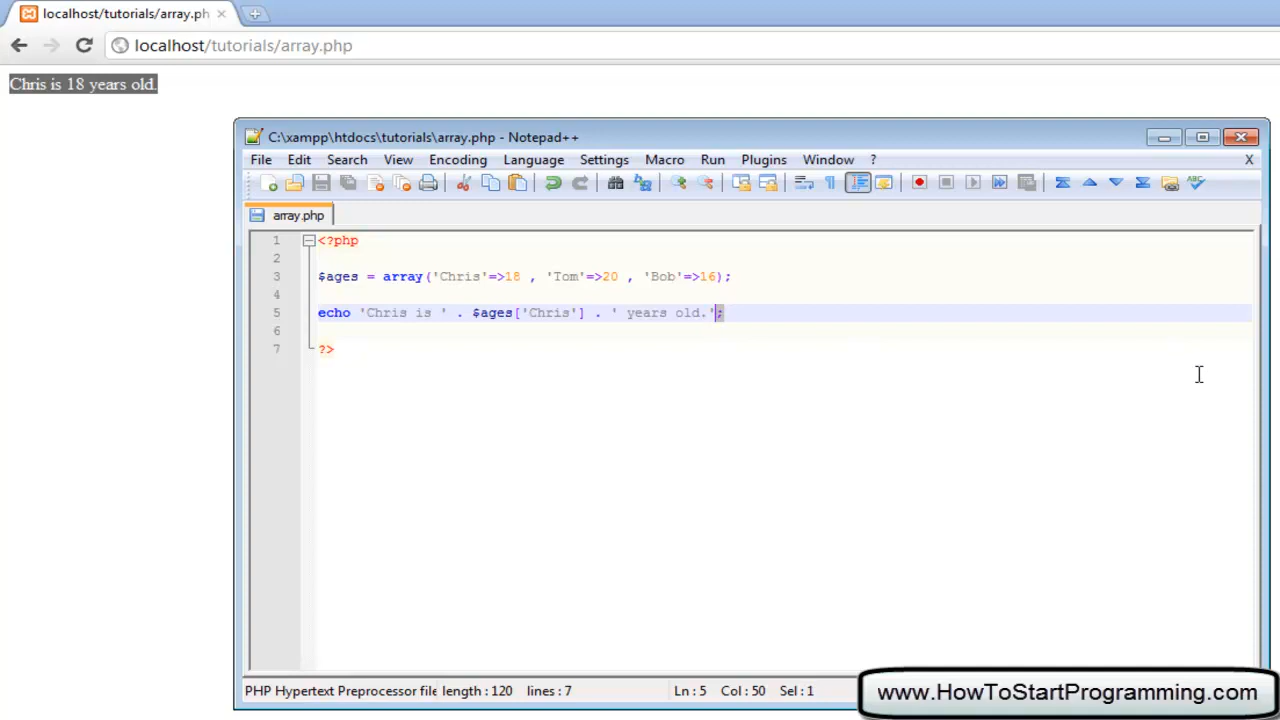 localhost/tutorials/array.ph
localhost/tutorials/array.php
Chris is 18 years old.
C:\xampp\htdocs\tutorials\array.php - Notepad++
File Edit Search View Encoding Language Settings Macro Run Plugins Window ? X
array.php
1 <?php
2
3 $ages = array('Chris'=>18 , 'Tom'=>20 , 'Bob'=>16);
4
5 echo 'Chris is ' . $ages['Chris'] . ' years old.';
6
7 ?>
PHP Hypertext Preprocessor file length : 120 lines : 7 Ln : 5 Col : 50 Sel : 1
www.HowToStartProgramming.com